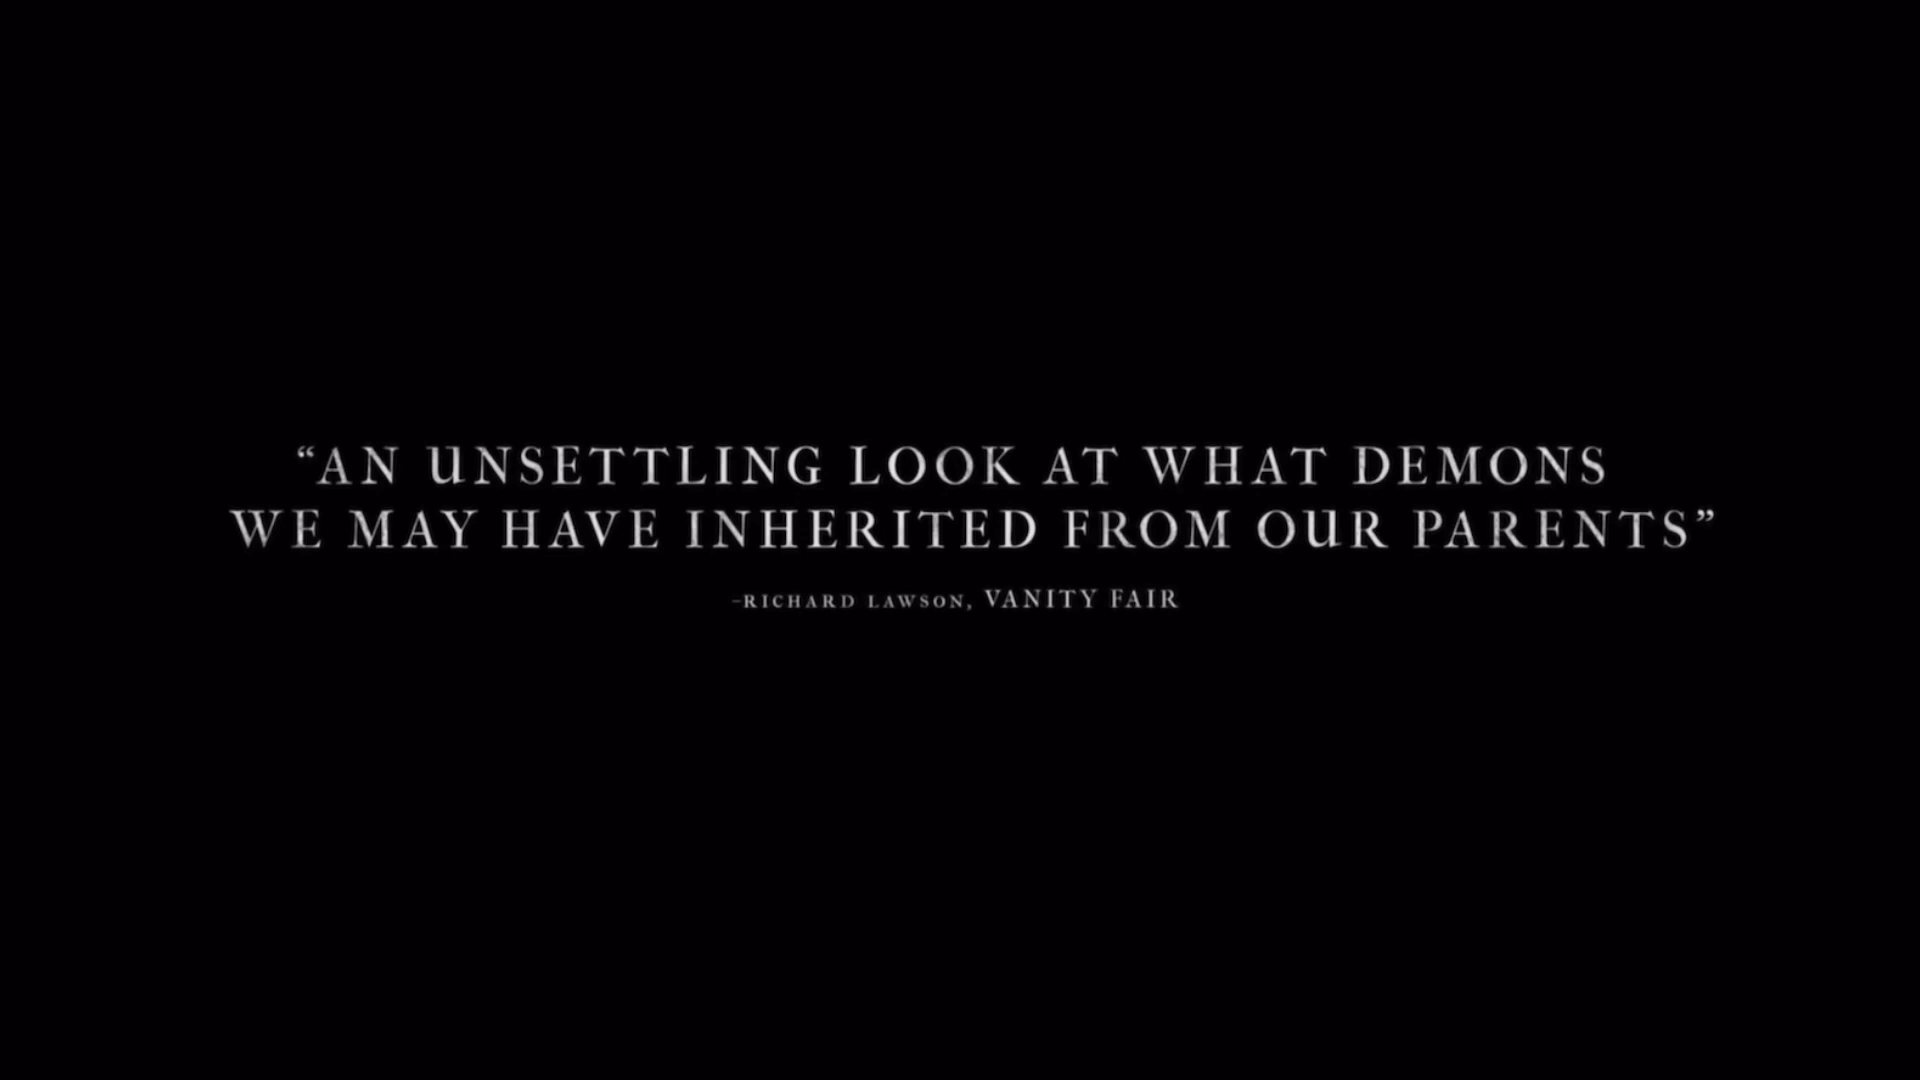 “AN UNSETTLING LOOK AT WHAT DEMONS
WE MAY HAVE INHERITED FROM OUR PARENTS”
–RICHARD LAWSON, VANITY FAIR